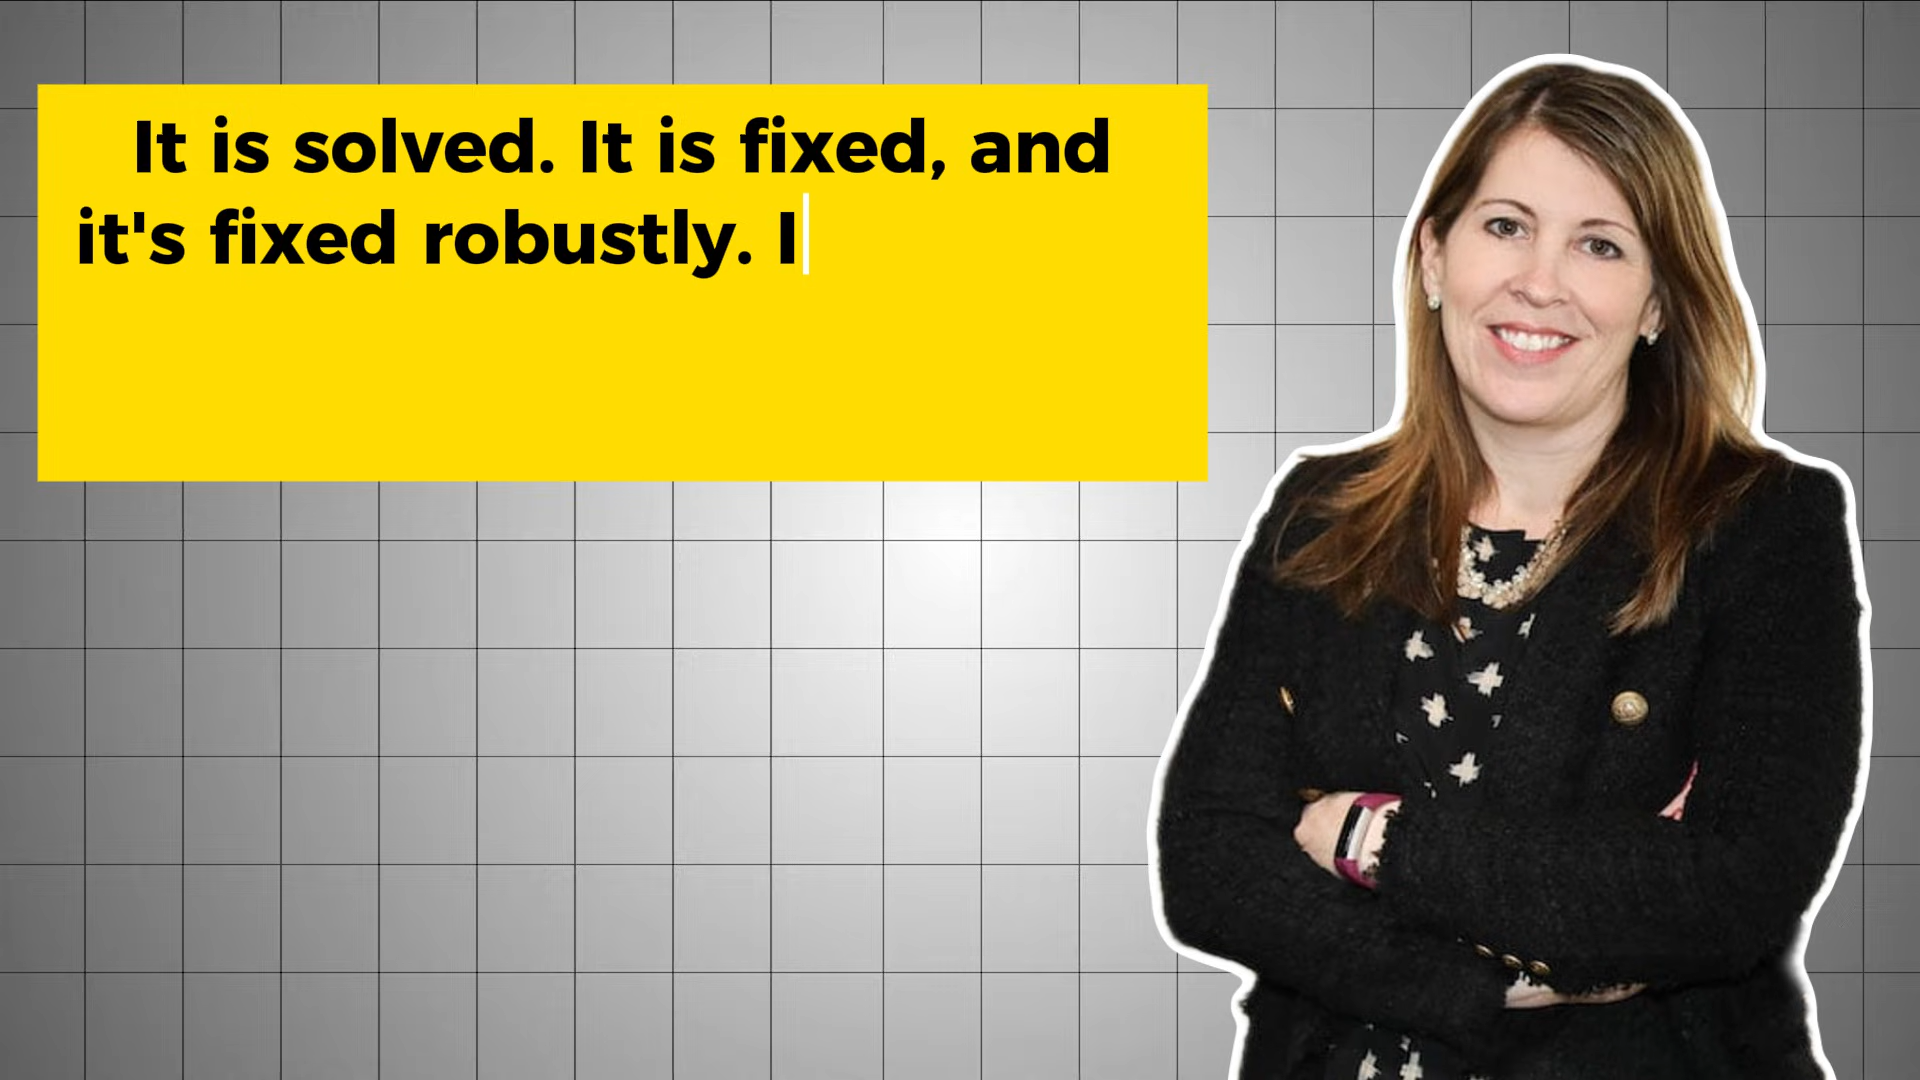 It is solved. It is fixed, and
it's fixed robustly. I